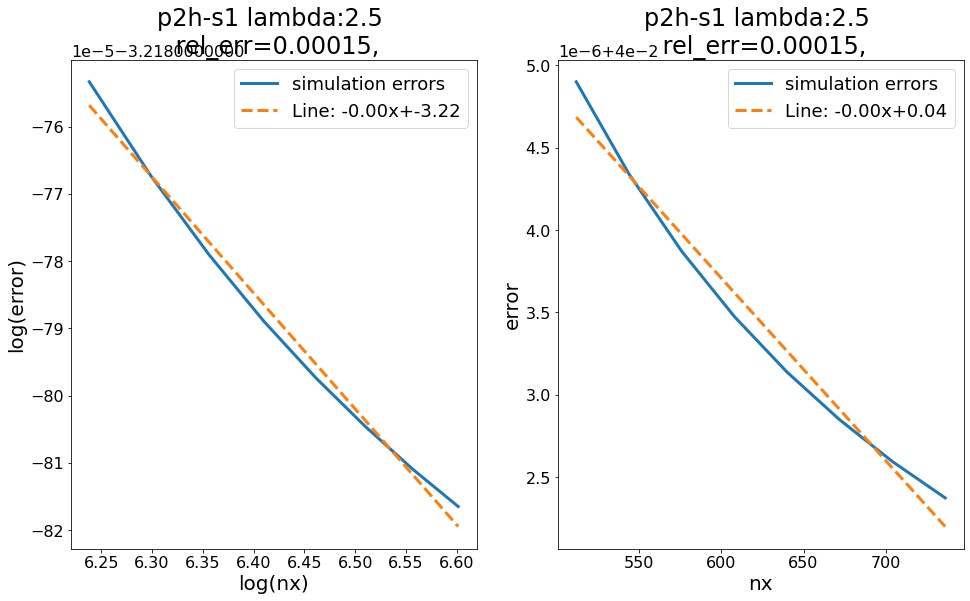 p2h-s1 lambda:2.5
rel_err=0.00015,
1e−5−3.2180000000
simulation errors
Line: -0.00x+-3.22
−76
−77
−78
−79
−80
−81
−82
log(error)
6.25 6.30 6.35 6.40 6.45 6.50 6.55 6.60
log(nx)
p2h-s1 lambda:2.5
rel_err=0.00015,
1e−6+4e−2
simulation errors
Line: -0.00x+0.04
5.0
4.5
4.0
3.5
3.0
2.5
error
550 600 650 700
nx